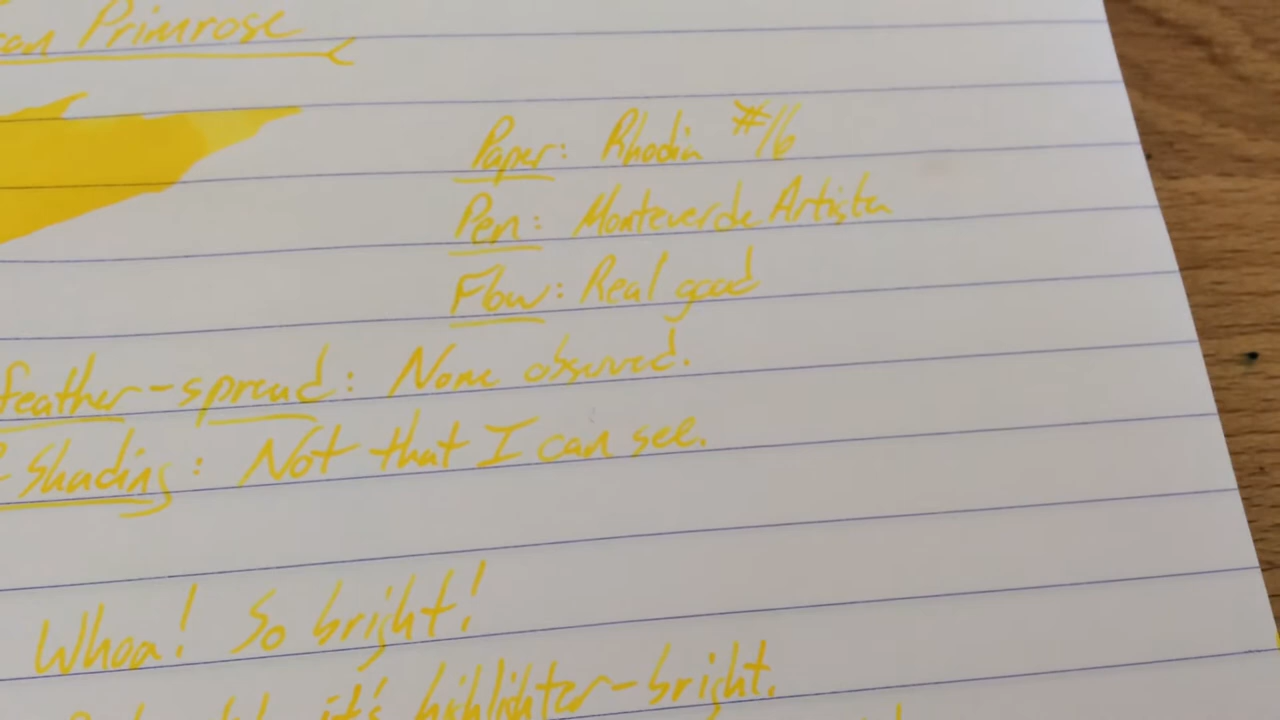 Primrose
Paper: Rhodia #16
Pen: Monteverde Artista
Flow: Real good
feather-spread: None observed.
Shading: Not that I can see.
Whoa! So bright!
it's highlighter-bright.